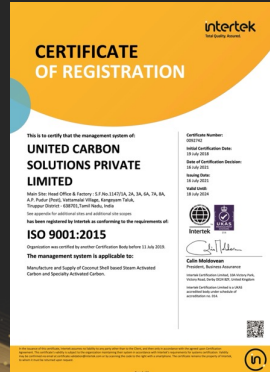 intertek
Total Quality. Assured.
CERTIFICATE
OF REGISTRATION
This is to certify that the management system of:
UNITED CARBON
SOLUTIONS PRIVATE
LIMITED
Main Site: Head Office & Factory : S.F.No.1147/1A, 2A, 3A, 6A, 7A, 8A,
A.P. Pudur (Post), Vattamalai Village, Kangeyam Taluk,
Tiruppur District - 638701, Tamil Nadu, India
See appendix for additional sites and additional site scopes
has been registered by Intertek as conforming to the requirements of:
ISO 9001:2015
Organization was certified by another Certification Body before 11 July 2019.
The management system is applicable to:
Manufacture and Supply of Coconut Shell based Steam Activated
Carbon and Specialty Activated Carbon.
Certificate Number:
0093742
Initial Certification Date:
19 July 2018
Date of Certification Decision:
16 July 2021
Issuing Date:
16 July 2021
Valid Until:
18 July 2024
Intertek
UKAS
Calin Moldovean
President, Business Assurance
Intertek Certification Limited, 10A Victory Park,
Victory Road, Derby DE24 8ZF, United Kingdom
Intertek Certification Limited is a UKAS
accredited body under schedule of
accreditation no. 014.
in